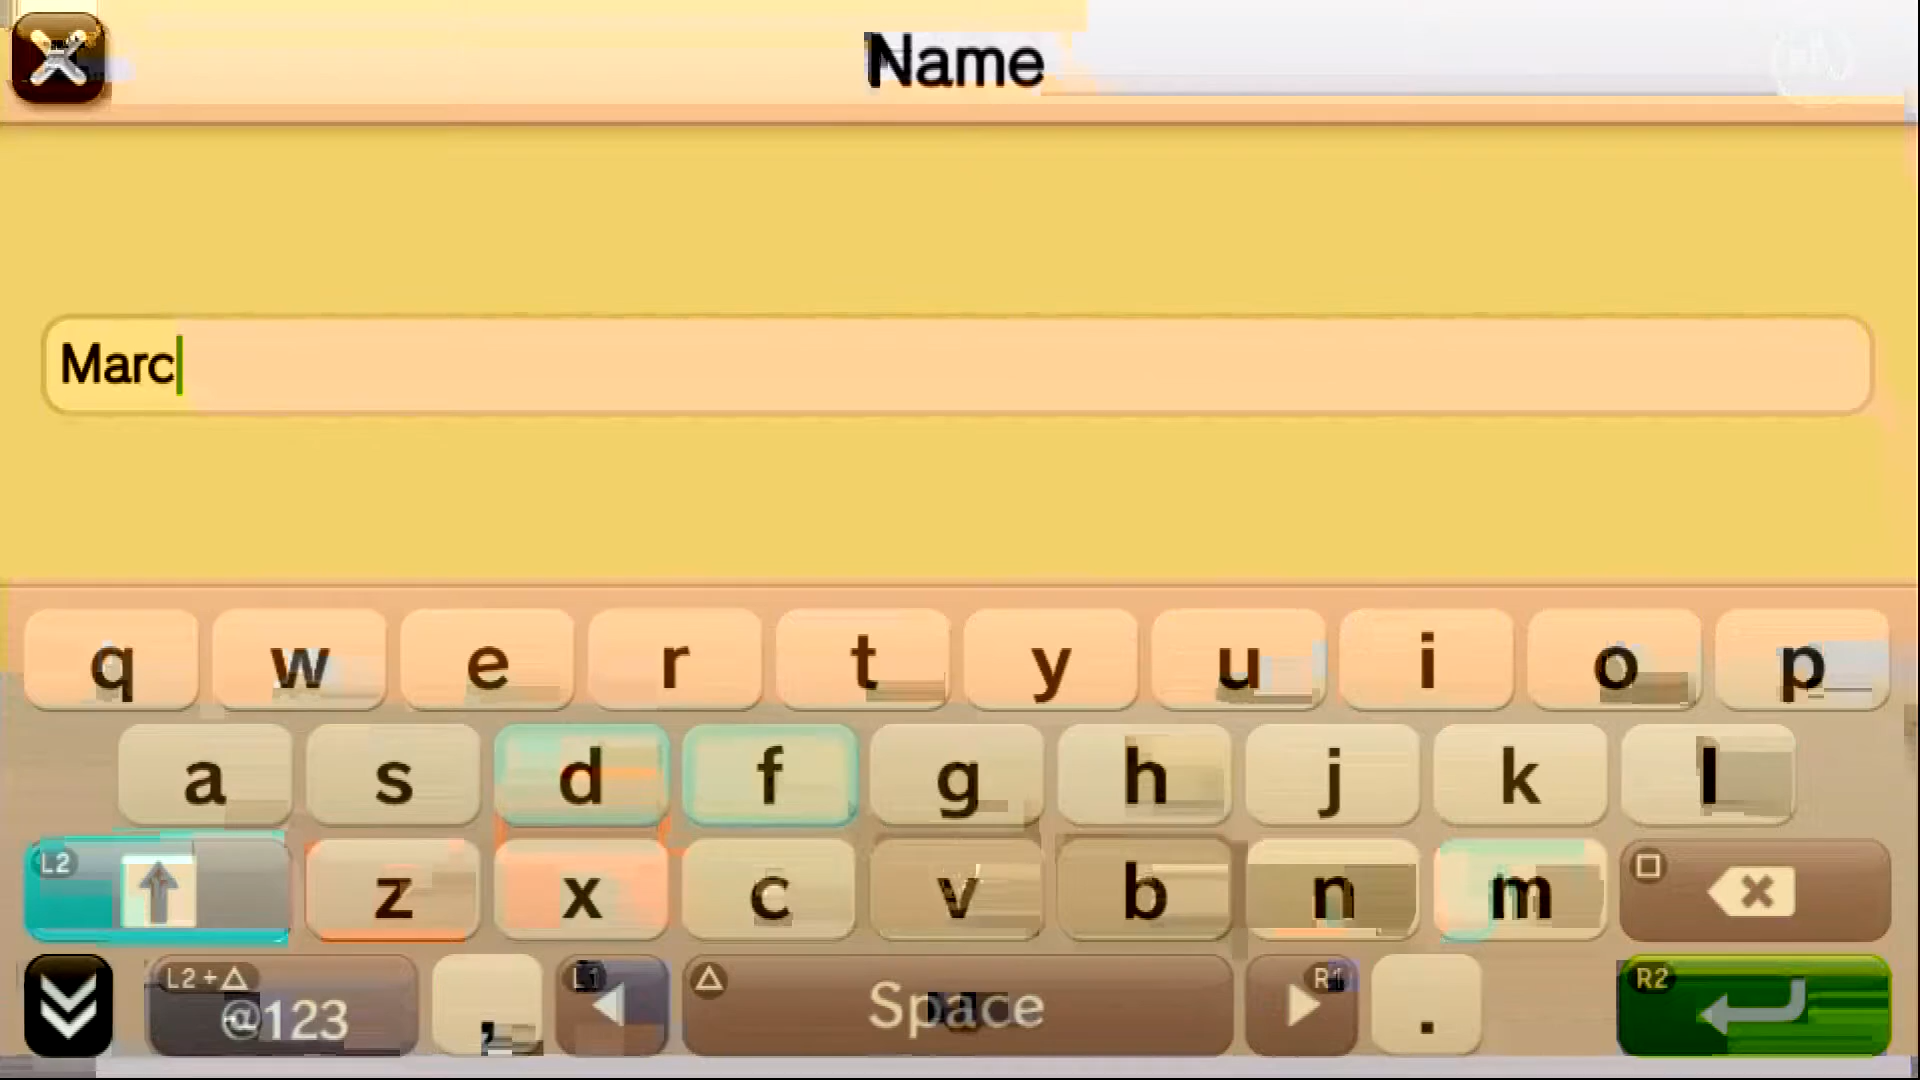 Name
Marc
q w e r t y u i o p
a s d f g h j k l
L2 z x c v b n m
L2 + △ @123 , L1 △ Space R1 . R2